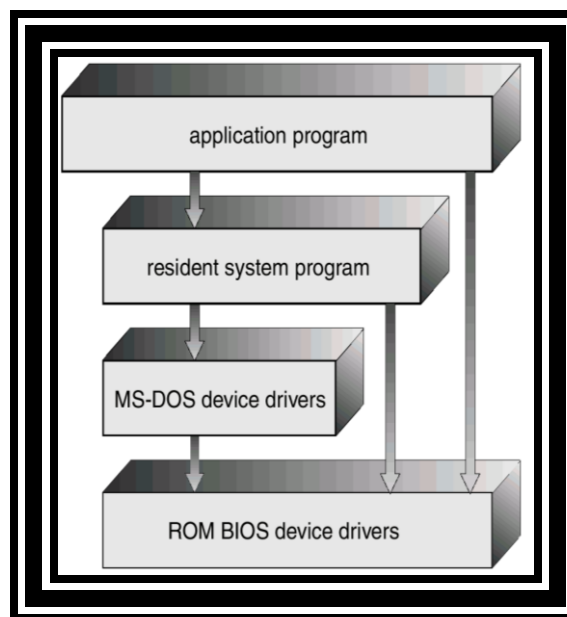 application program
resident system program
MS-DOS device drivers
ROM BIOS device drivers